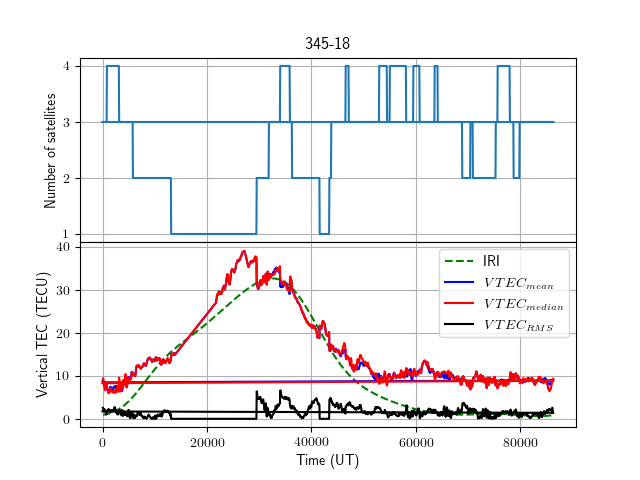 345-18
Number of satellites
4
3
2
1
Vertical TEC (TECU)
40
30
20
10
0
IRI
VTEC_mean
VTEC_median
VTEC_RMS
0 20000 40000 60000 80000
Time (UT)